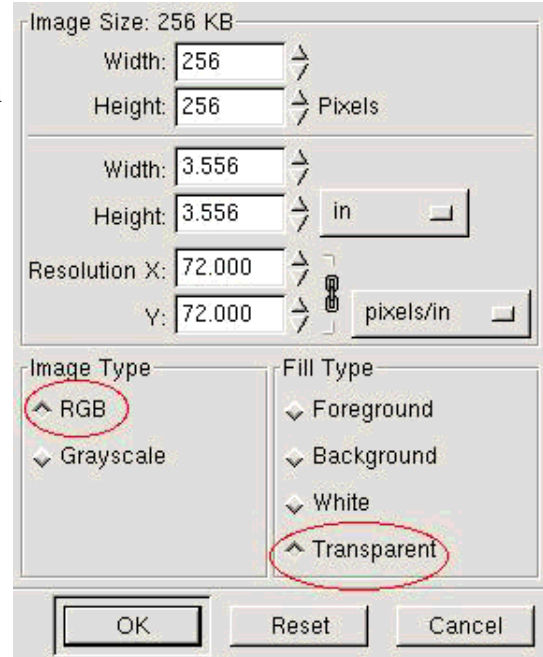 Image Size: 256 KB
Width: 256
Height: 256 Pixels
Width: 3.556
Height: 3.556 in
Resolution X: 72.000
Y: 72.000 pixels/in
Image Type
RGB
Grayscale
Fill Type
Foreground
Background
White
Transparent
OK Reset Cancel